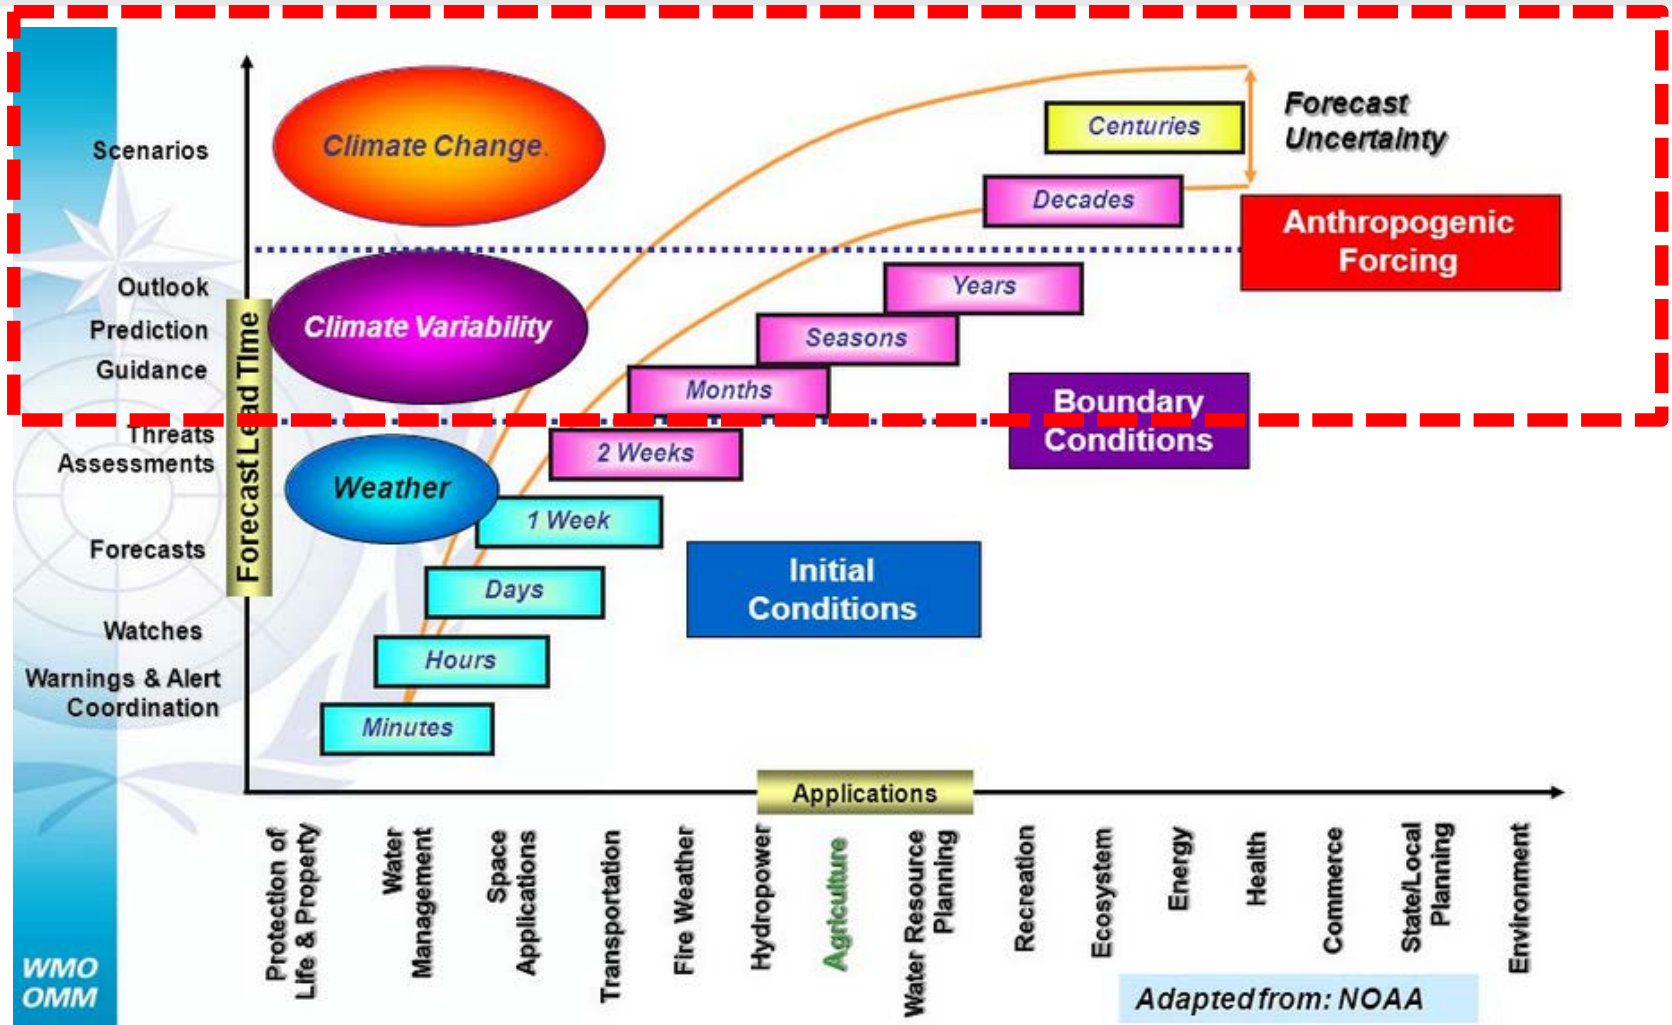 Climate Change.
Centuries
Forecast
Uncertainty
Scenarios
Decades
Anthropogenic
Forcing
Outlook
Years
Prediction
Climate Variability
Seasons
Guidance
Months
Boundary
Conditions
Threats
Assessments
2 Weeks
Weather
1 Week
Forecast Lead TIme
Forecasts
Initial
Conditions
Days
Watches
Hours
Warnings & Alert
Coordination
Minutes
Applications
Protection of
Life & Property
Water
Management
Space
Applications
Transportation
Fire Weather
Hydropower
Agriculture
Water Resource
Planning
Recreation
Ecosystem
Energy
Health
Commerce
State/Local
Planning
Environment
WMO
OMM
Adapted from: NOAA